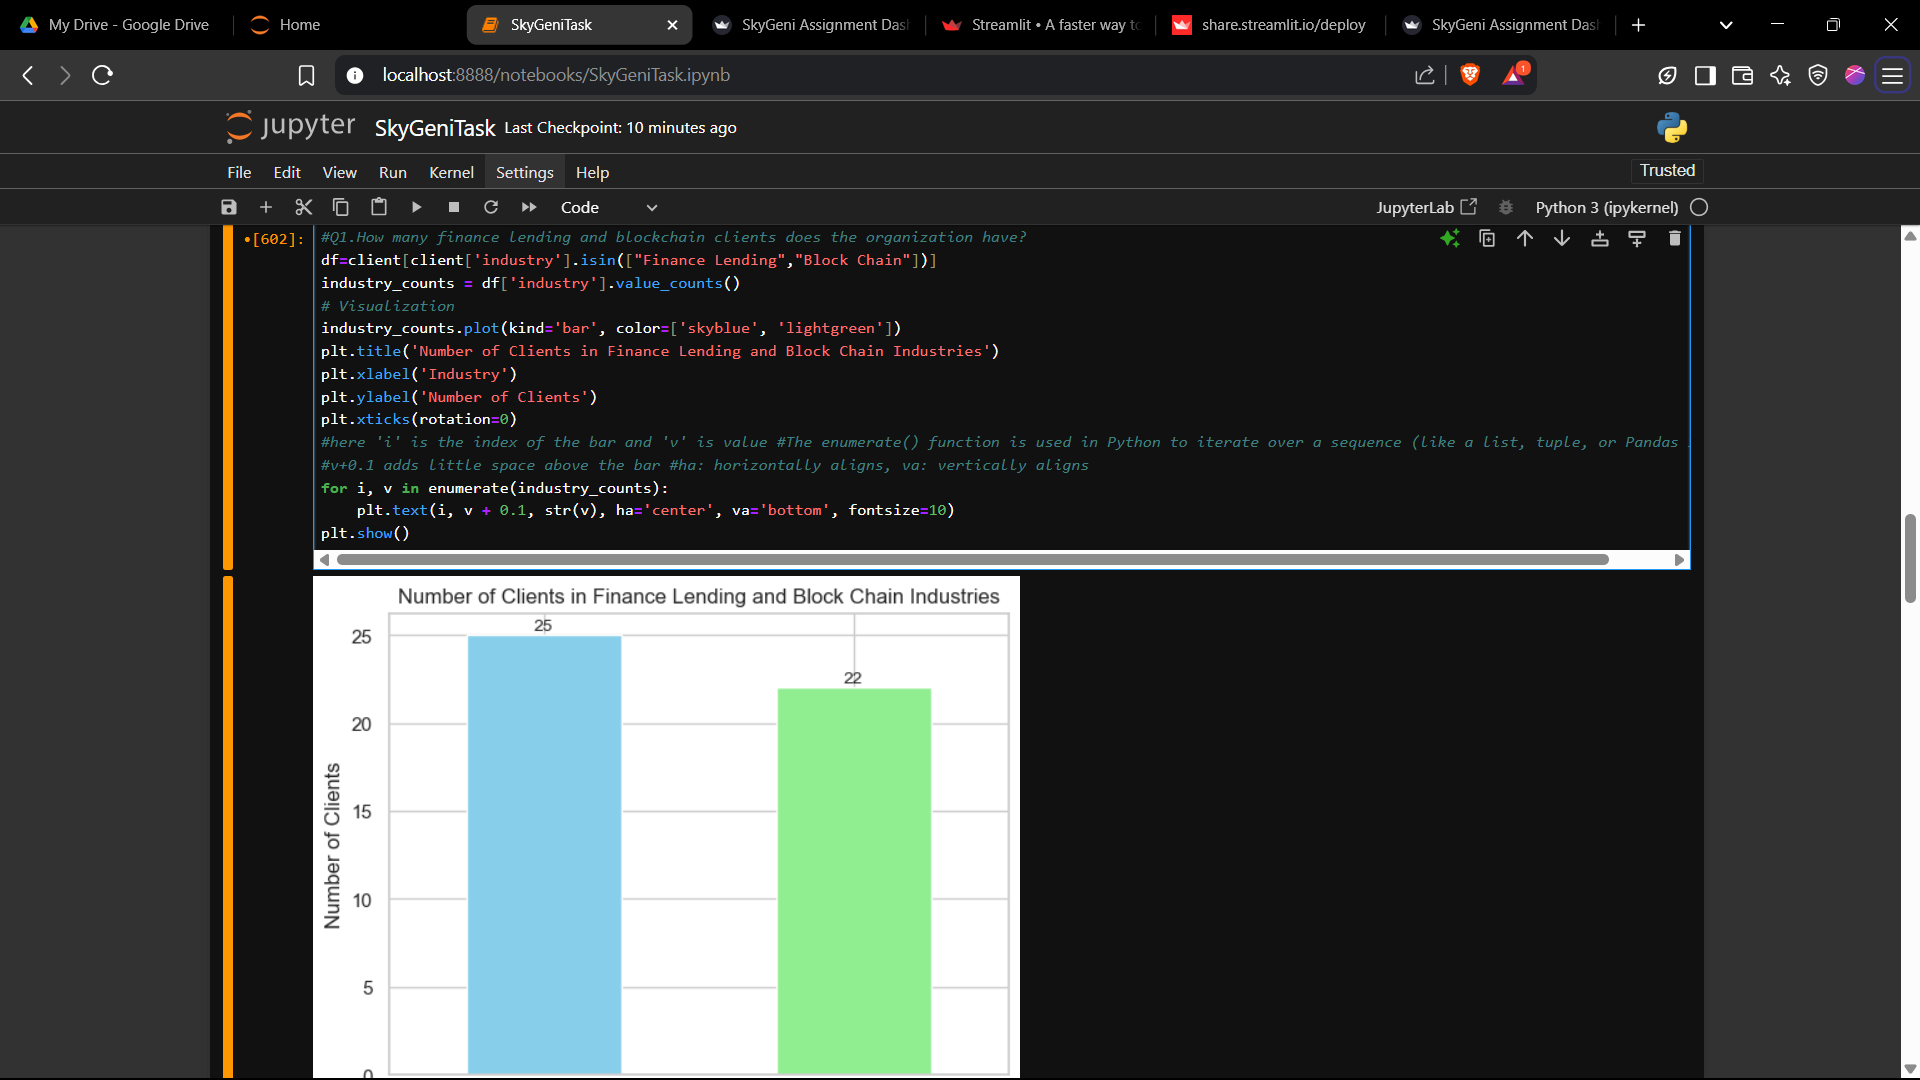 My Drive - Google Drive
Home
SkyGeniTask
SkyGeni Assignment Das
Streamlit • A faster way to
share.streamlit.io/deploy
SkyGeni Assignment Das
localhost:8888/notebooks/SkyGeniTask.ipynb
1
jupyter SkyGeniTask Last Checkpoint: 10 minutes ago
File Edit View Run Kernel Settings Help
Trusted
Code
JupyterLab
Python 3 (ipykernel)
•[602]:
#Q1.How many finance lending and blockchain clients does the organization have?
df=client[client['industry'].isin(["Finance Lending","Block Chain"])]
industry_counts = df['industry'].value_counts()
# Visualization
industry_counts.plot(kind='bar', color=['skyblue', 'lightgreen'])
plt.title('Number of Clients in Finance Lending and Block Chain Industries')
plt.xlabel('Industry')
plt.ylabel('Number of Clients')
plt.xticks(rotation=0)
#here 'i' is the index of the bar and 'v' is value #The enumerate() function is used in Python to iterate over a sequence (like a list, tuple, or Pandas
#v+0.1 adds little space above the bar #ha: horizontally aligns, va: vertically aligns
for i, v in enumerate(industry_counts):
    plt.text(i, v + 0.1, str(v), ha='center', va='bottom', fontsize=10)
plt.show()
Number of Clients in Finance Lending and Block Chain Industries
25
25
22
20
15
10
5
0
Number of Clients